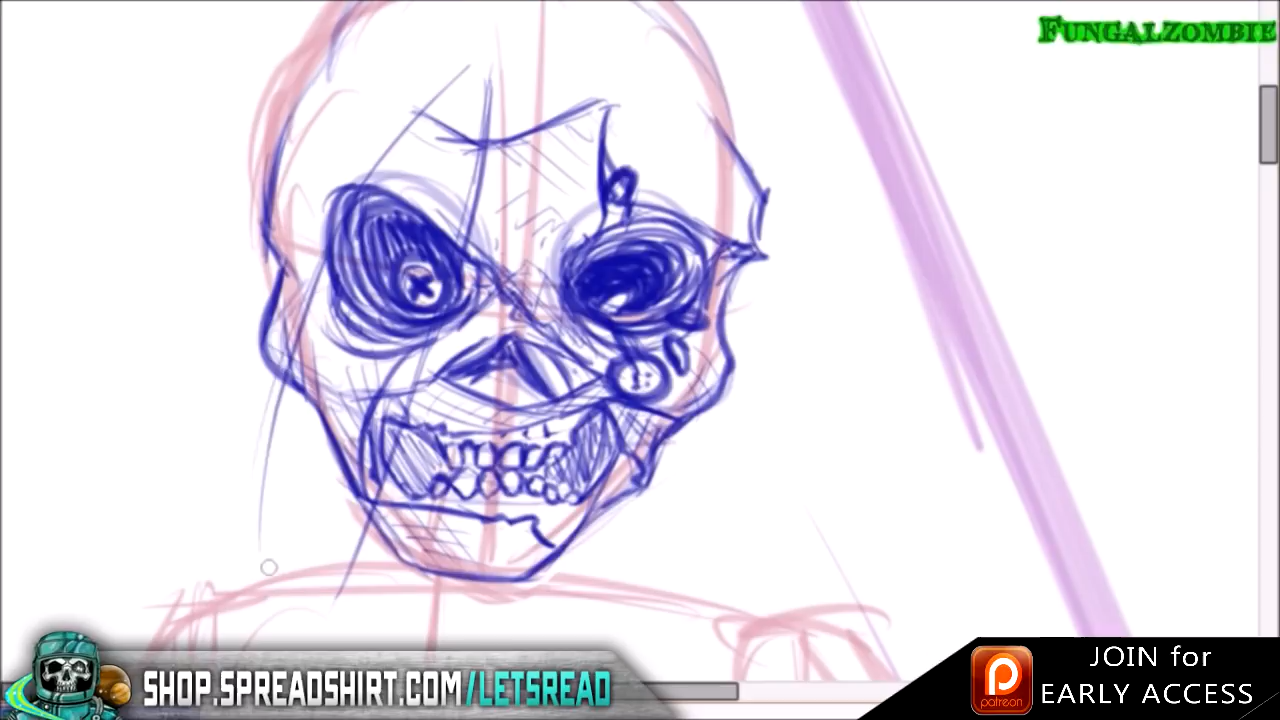 FUNGALZOMBIE
SHOP.SPREADSHIRT.COM/LETSREAD
patreon
JOIN for
EARLY ACCESS